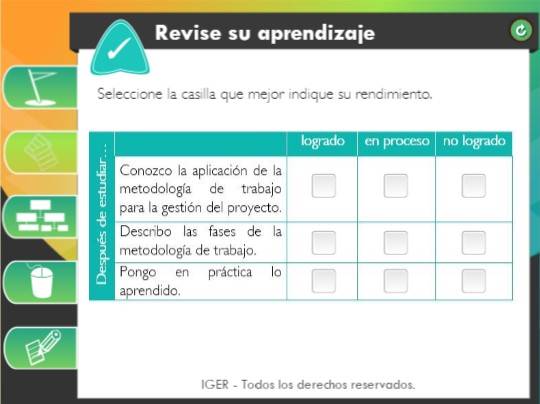 Revise su aprendizaje
Seleccione la casilla que mejor indique su rendimiento.
logrado en proceso no logrado
Después de estudiar...
Conozco la aplicación de la
metodología de trabajo
para la gestión del proyecto.
Describo las fases de la
metodología de trabajo.
Pongo en práctica lo
aprendido.
IGER - Todos los derechos reservados.